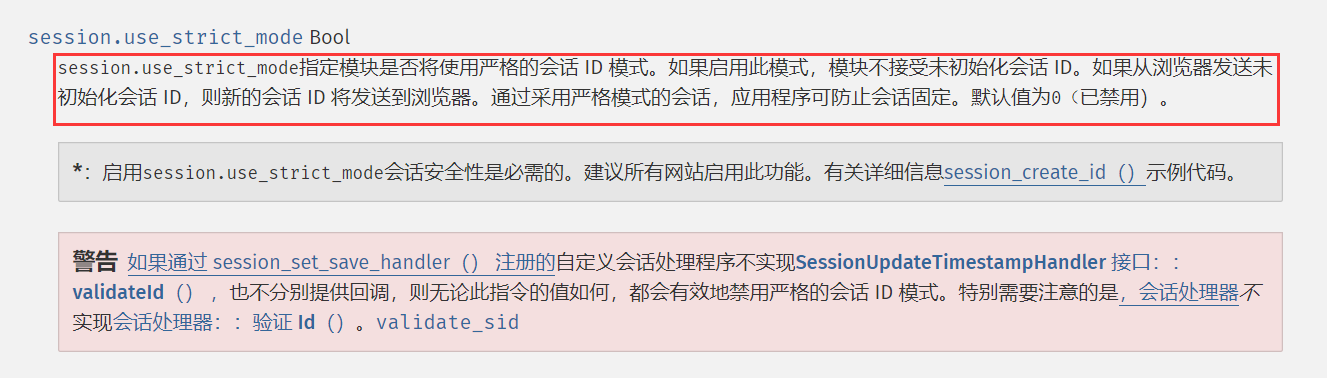 session.use_strict_mode Bool
session.use_strict_mode指定模块是否将使用严格的会话 ID 模式。如果启用此模式，模块不接受未初始化会话 ID。如果从浏览器发送未
初始化会话 ID，则新的会话 ID 将发送到浏览器。通过采用严格模式的会话，应用程序可防止会话固定。默认值为0（已禁用）。
*：启用session.use_strict_mode会话安全性是必需的。建议所有网站启用此功能。有关详细信息session_create_id（）示例代码。
警告 如果通过 session_set_save_handler（） 注册的自定义会话处理程序不实现SessionUpdateTimestampHandler 接口：：
validateId（） ，也不分别提供回调，则无论此指令的值如何，都会有效地禁用严格的会话 ID 模式。特别需要注意的是，会话处理器不
实现会话处理器：：验证 Id（）。validate_sid